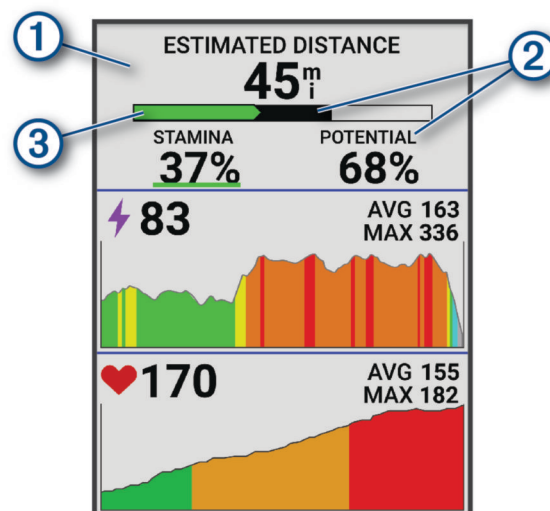 1
ESTIMATED DISTANCE
45 mi
2
3
STAMINA POTENTIAL
37% 68%
83 AVG 163
MAX 336
170 AVG 155
MAX 182